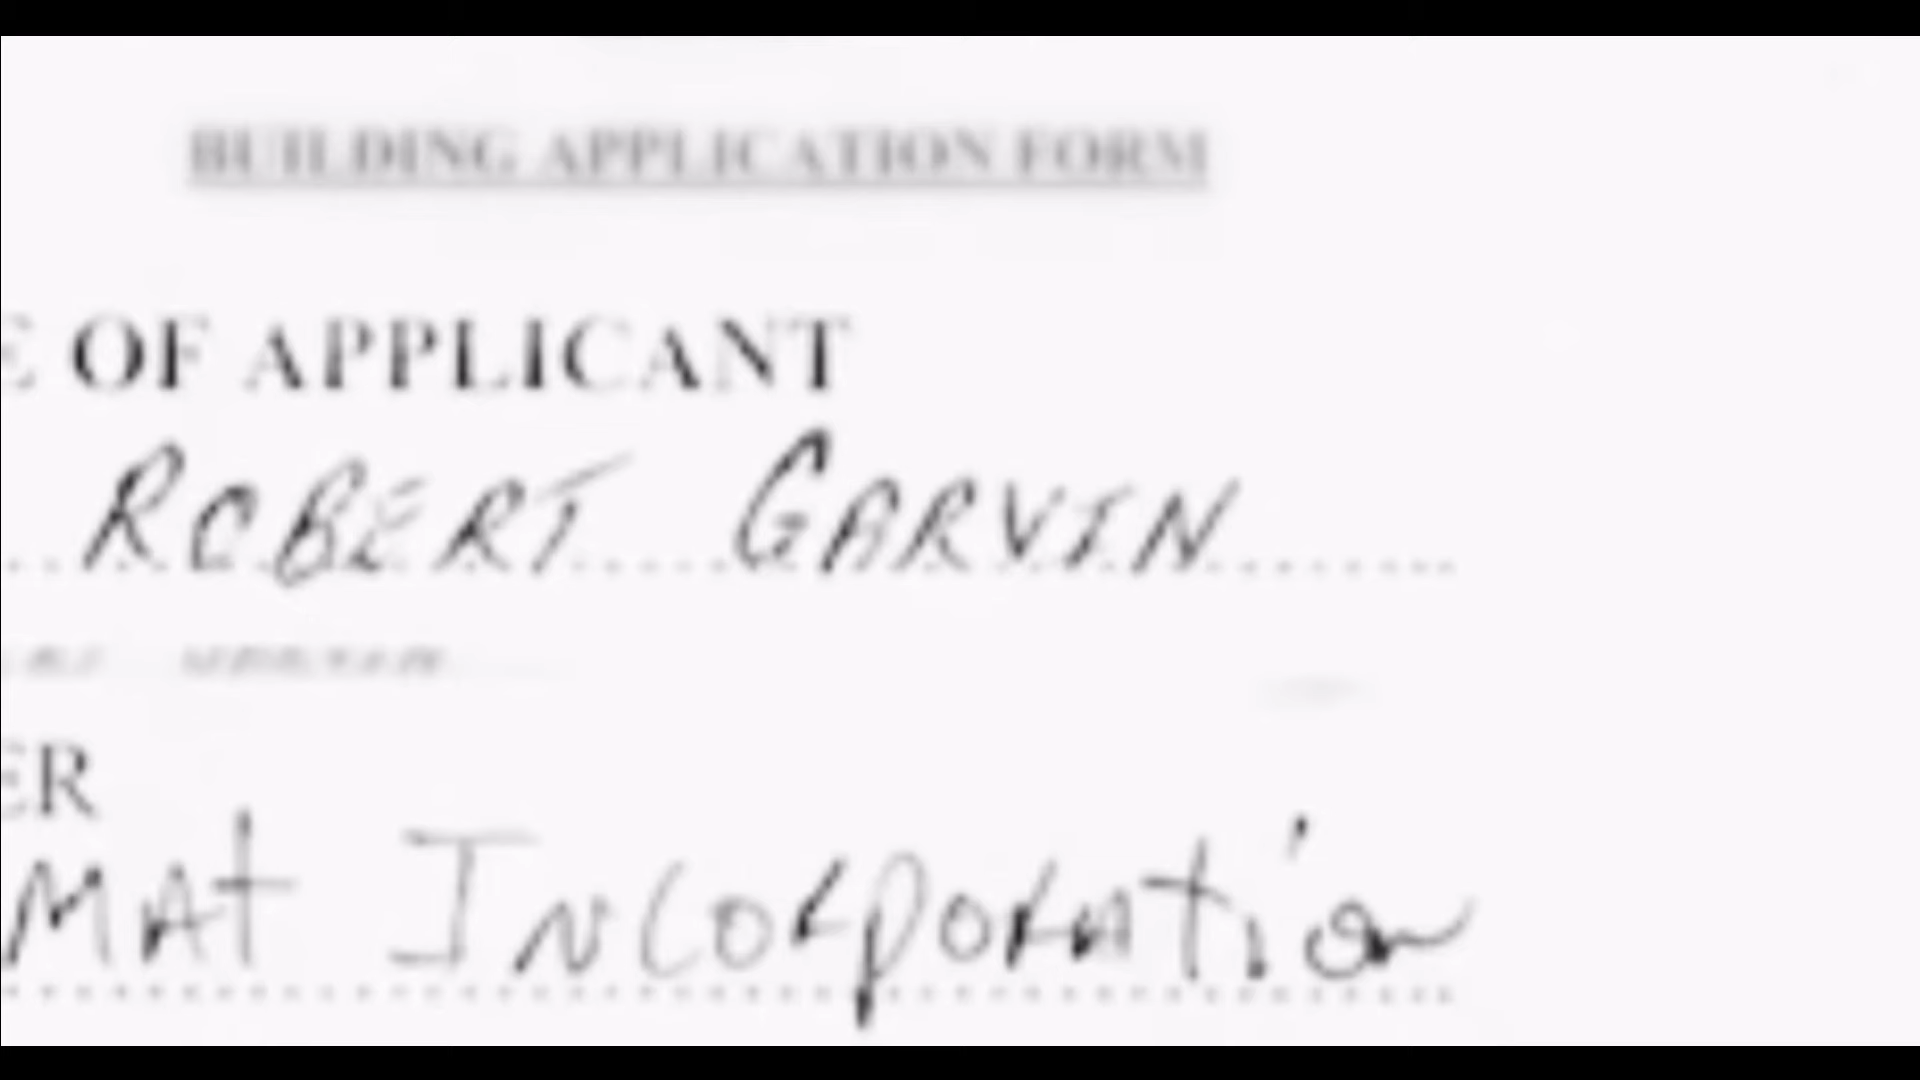 BUILDING APPLICATION FORM
E OF APPLICANT
ROBERT GARVIN
ER
MAt INCorporation